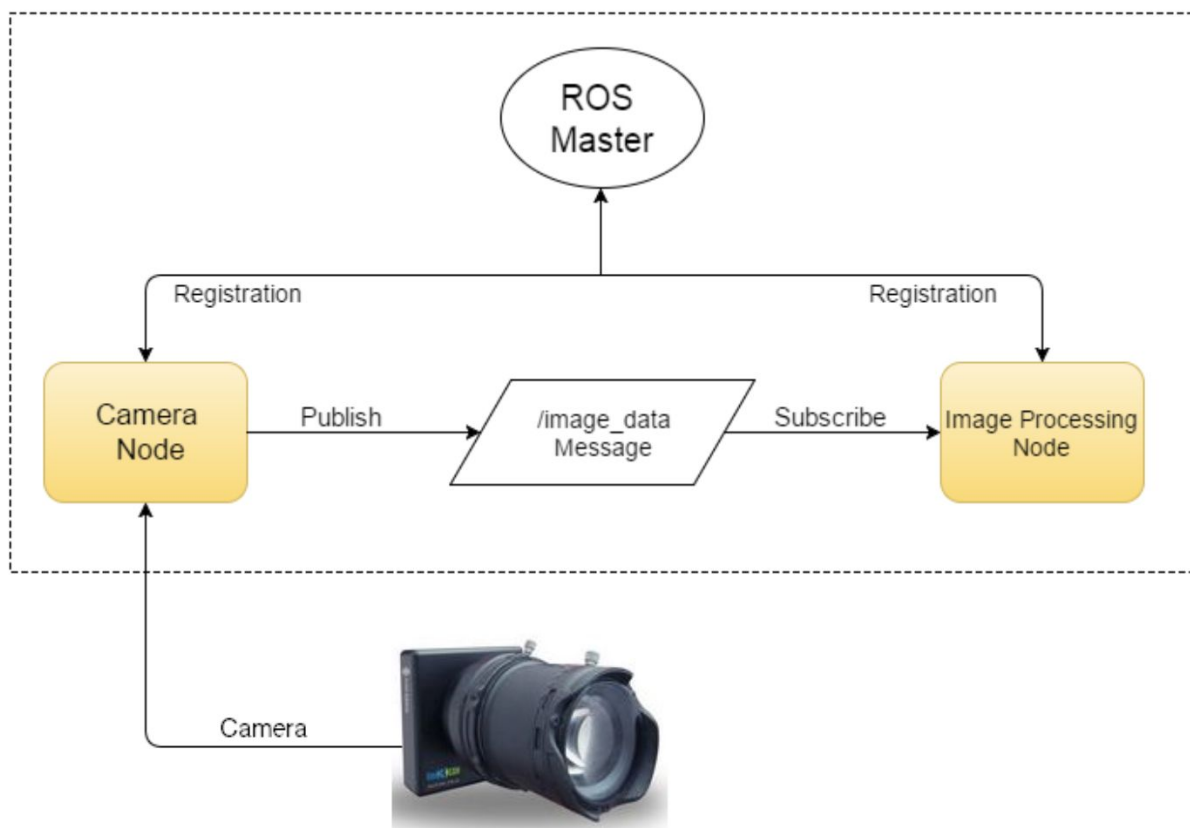 ROS
Master
Registration
Registration
Camera
Node
Publish
/image_data
Message
Subscribe
Image Processing
Node
Camera